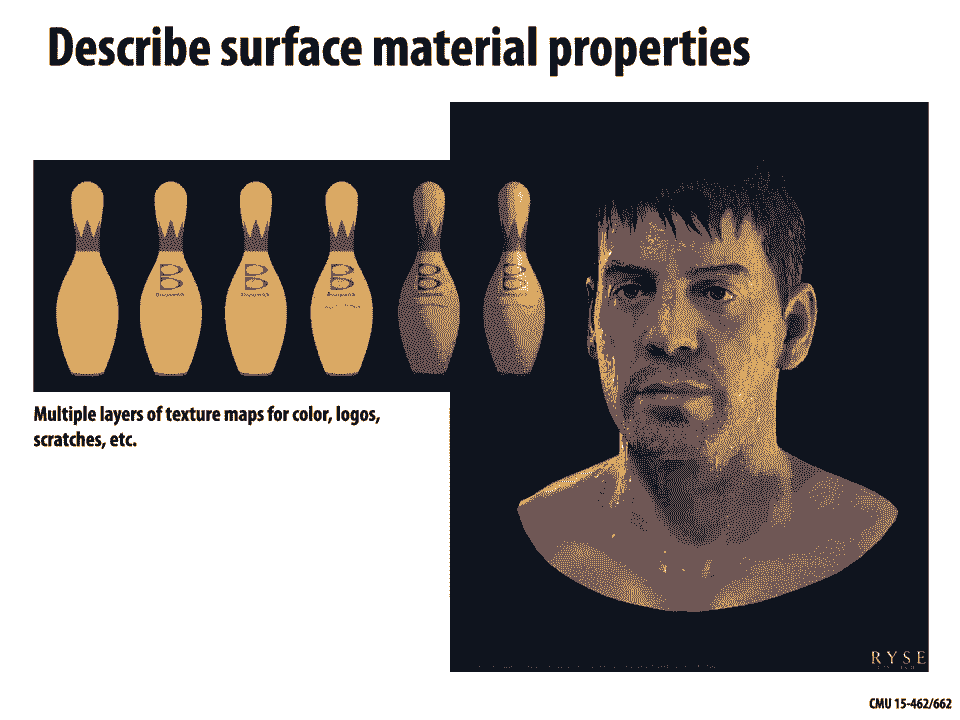 Describe surface material properties
B
B
B
B
B
Multiple layers of texture maps for color, logos,
scratches, etc.
RYSE
CMU 15-462/662